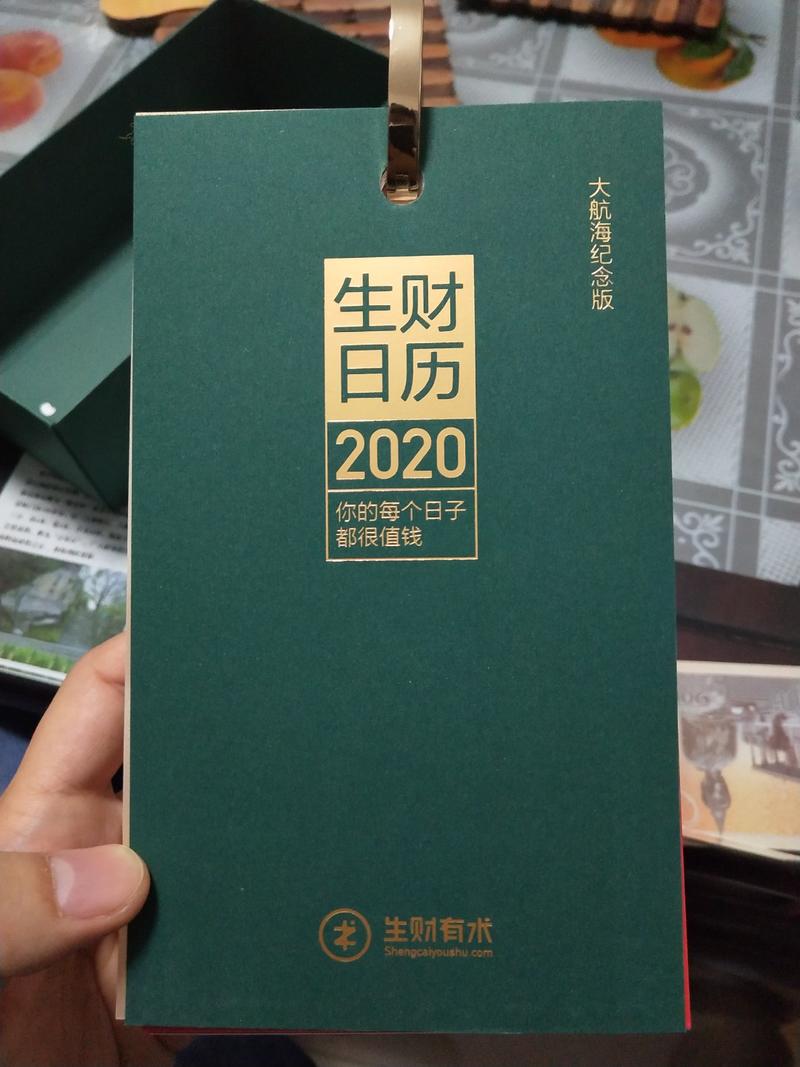 大航海纪念版
生财
日历
2020
你的每个日子
都很值钱
生财有术
Shengcaiyoushu.com